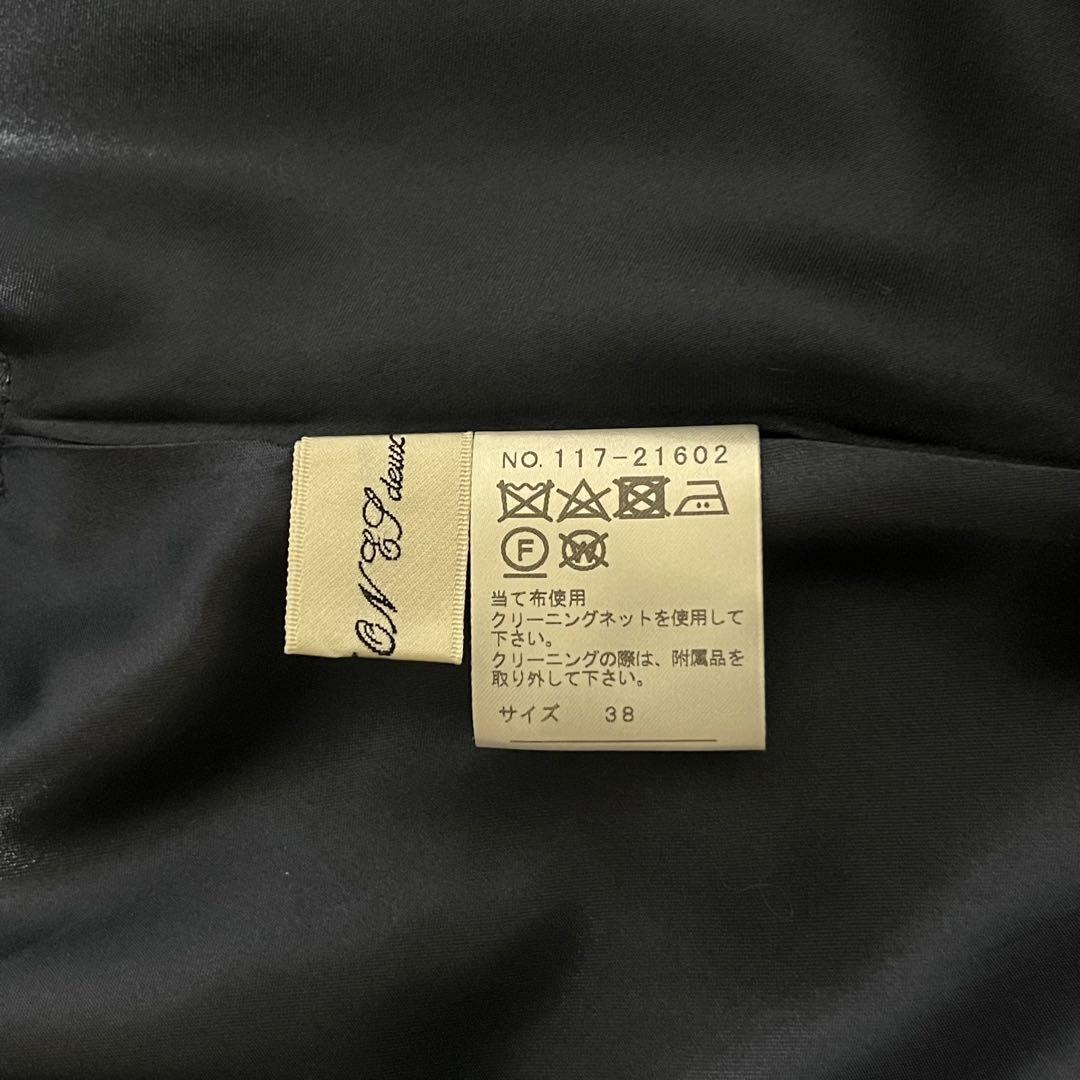 ONES deux
NO. 117-21602
F
W
当て布使用
クリーニングネットを使用して
下さい。
クリーニングの際は、附属品を
取り外して下さい。
サイズ 38